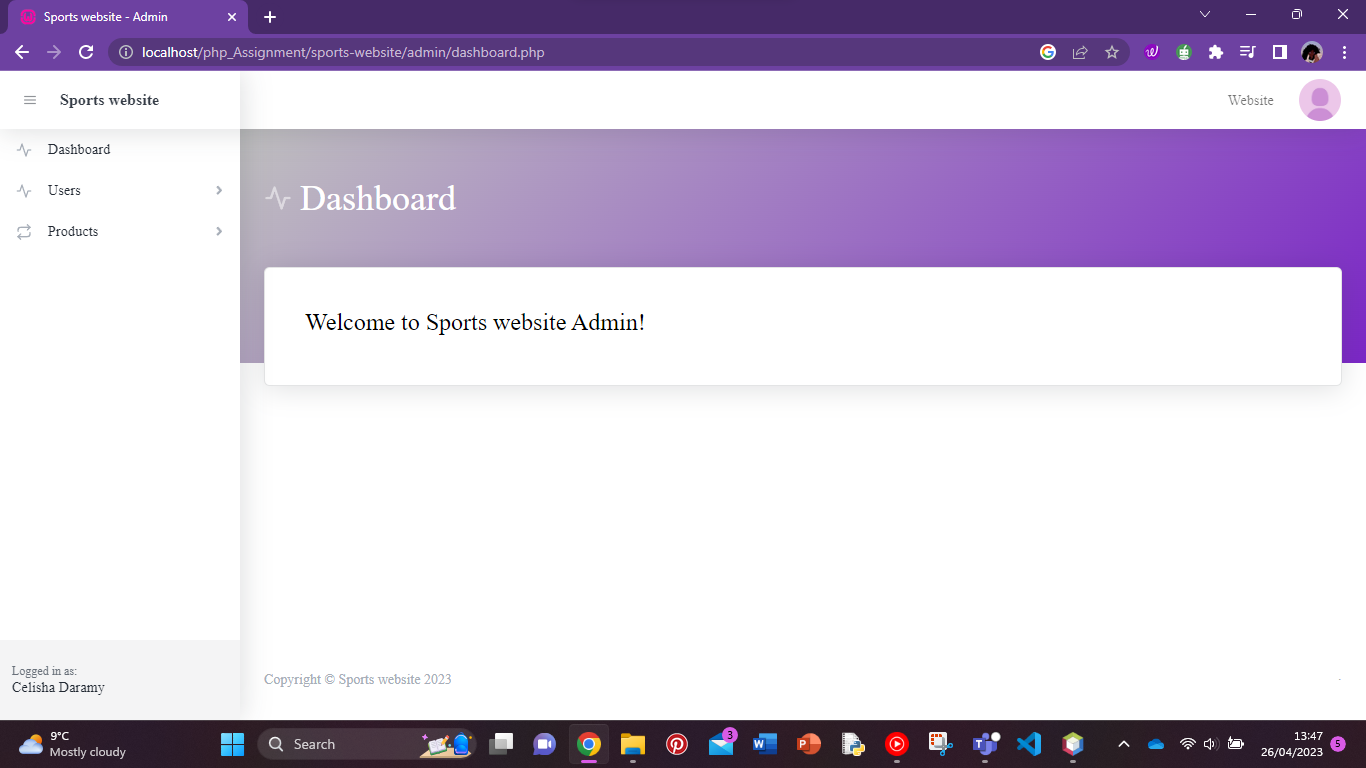 Sports website - Admin
localhost/php_Assignment/sports-website/admin/dashboard.php
Sports website
Website
Dashboard
Users
Products
Dashboard
Welcome to Sports website Admin!
Logged in as:
Celisha Daramy
Copyright © Sports website 2023
9°C
Mostly cloudy
Search
3
13:47
26/04/2023
5